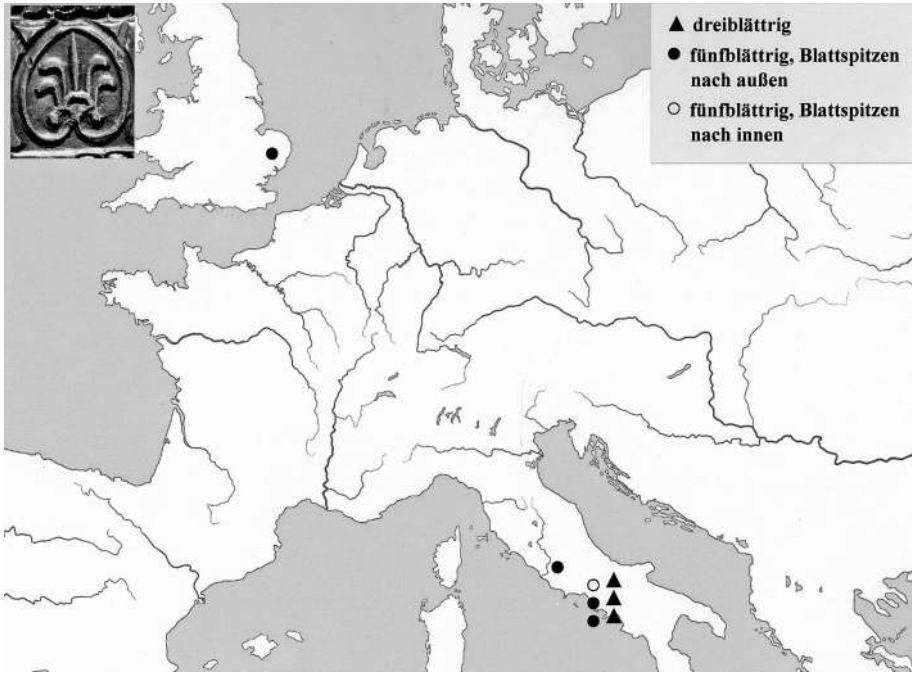 dreiblättrig
fünfblättrig, Blattspitzen
nach außen
fünfblättrig, Blattspitzen
nach innen